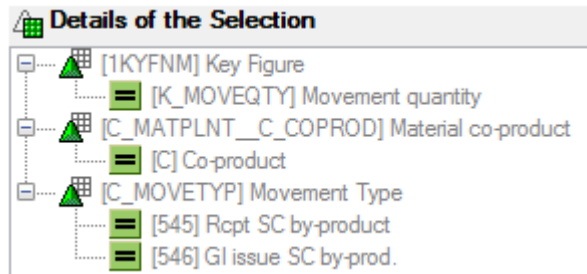 Details of the Selection
[1KYFNM] Key Figure
[K_MOVEQTY] Movement quantity
[C_MATPLNT__C_COPROD] Material co-product
[C] Co-product
[C_MOVETYP] Movement Type
[545] Rcpt SC by-product
[546] GI issue SC by-prod.